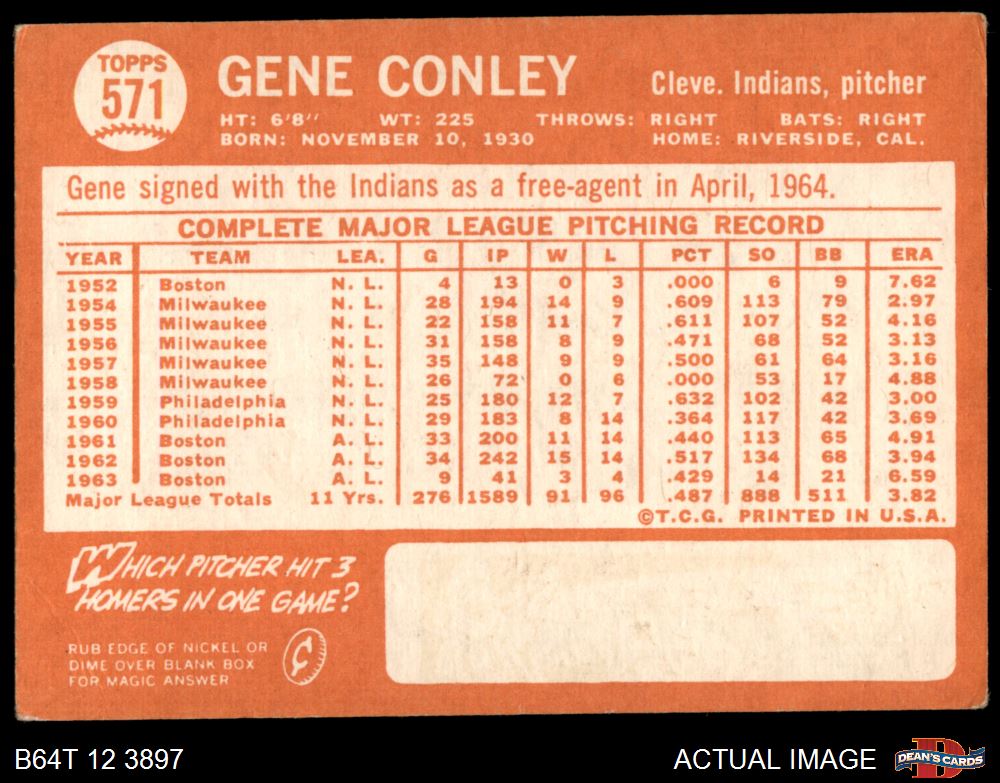 TOPPS
571
GENE CONLEY
Cleve. Indians, pitcher
HT: 6'8'' WT: 225 THROWS: RIGHT BATS: RIGHT
BORN: NOVEMBER 10, 1930 HOME: RIVERSIDE, CAL.
Gene signed with the Indians as a free-agent in April, 1964.
COMPLETE MAJOR LEAGUE PITCHING RECORD
YEAR TEAM LEA. G IP W L PCT SO BB ERA
1952 Boston N. L. 4 13 0 3 .000 6 9 7.62
1954 Milwaukee N. L. 28 194 14 9 .609 113 79 2.97
1955 Milwaukee N. L. 22 158 11 7 .611 107 52 4.16
1956 Milwaukee N. L. 31 158 8 9 .471 68 52 3.13
1957 Milwaukee N. L. 35 148 9 9 .500 61 64 3.16
1958 Milwaukee N. L. 26 72 0 6 .000 53 17 4.88
1959 Philadelphia N. L. 25 180 12 7 .632 102 42 3.00
1960 Philadelphia N. L. 29 183 8 14 .364 117 42 3.69
1961 Boston A. L. 33 200 11 14 .440 113 65 4.91
1962 Boston A. L. 34 242 15 14 .517 134 68 3.94
1963 Boston A. L. 9 41 3 4 .429 14 21 6.59
Major League Totals 11 Yrs. 276 1589 91 96 .487 888 511 3.82
©T.C.G. PRINTED IN U.S.A.
WHICH PITCHER HIT 3
HOMERS IN ONE GAME?
RUB EDGE OF NICKEL OR
DIME OVER BLANK BOX
FOR MAGIC ANSWER
¢
B64T 12 3897
ACTUAL IMAGE
D
DEAN'S CARDS